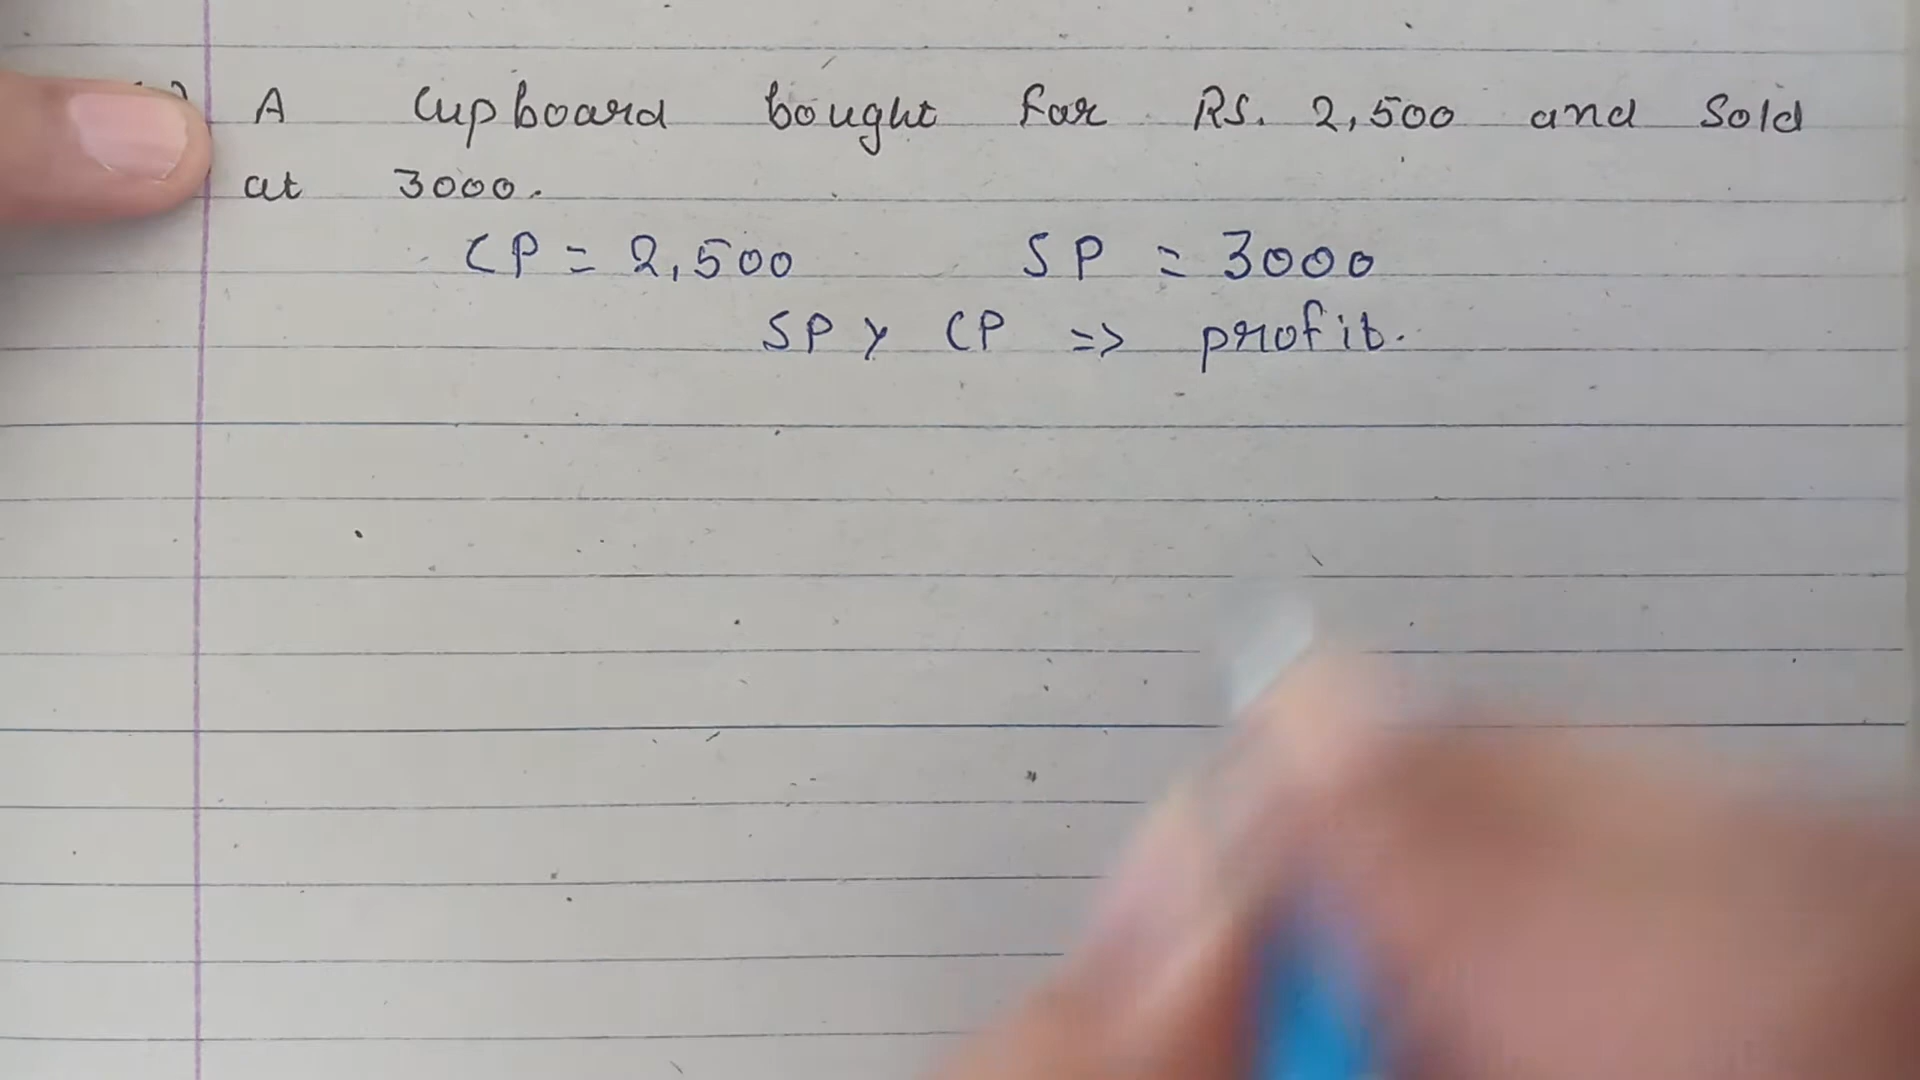 A Cupboard bought for RS. 2,500 and Sold
at 3000.
CP = 2,500 SP = 3000
SP > CP => profit.